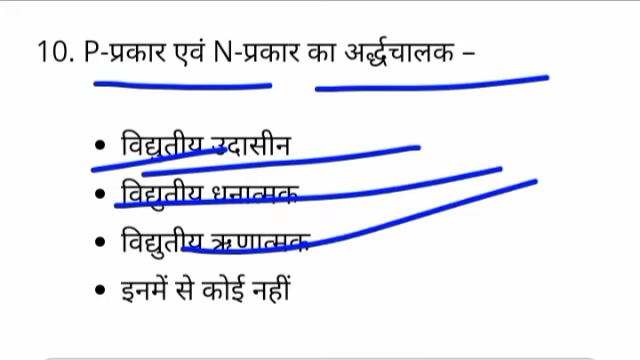 10. P-प्रकार एवं N-प्रकार का अर्द्धचालक –
• विद्युतीय उदासीन
• विद्युतीय धनात्मक
• विद्युतीय ऋणात्मक
• इनमें से कोई नहीं